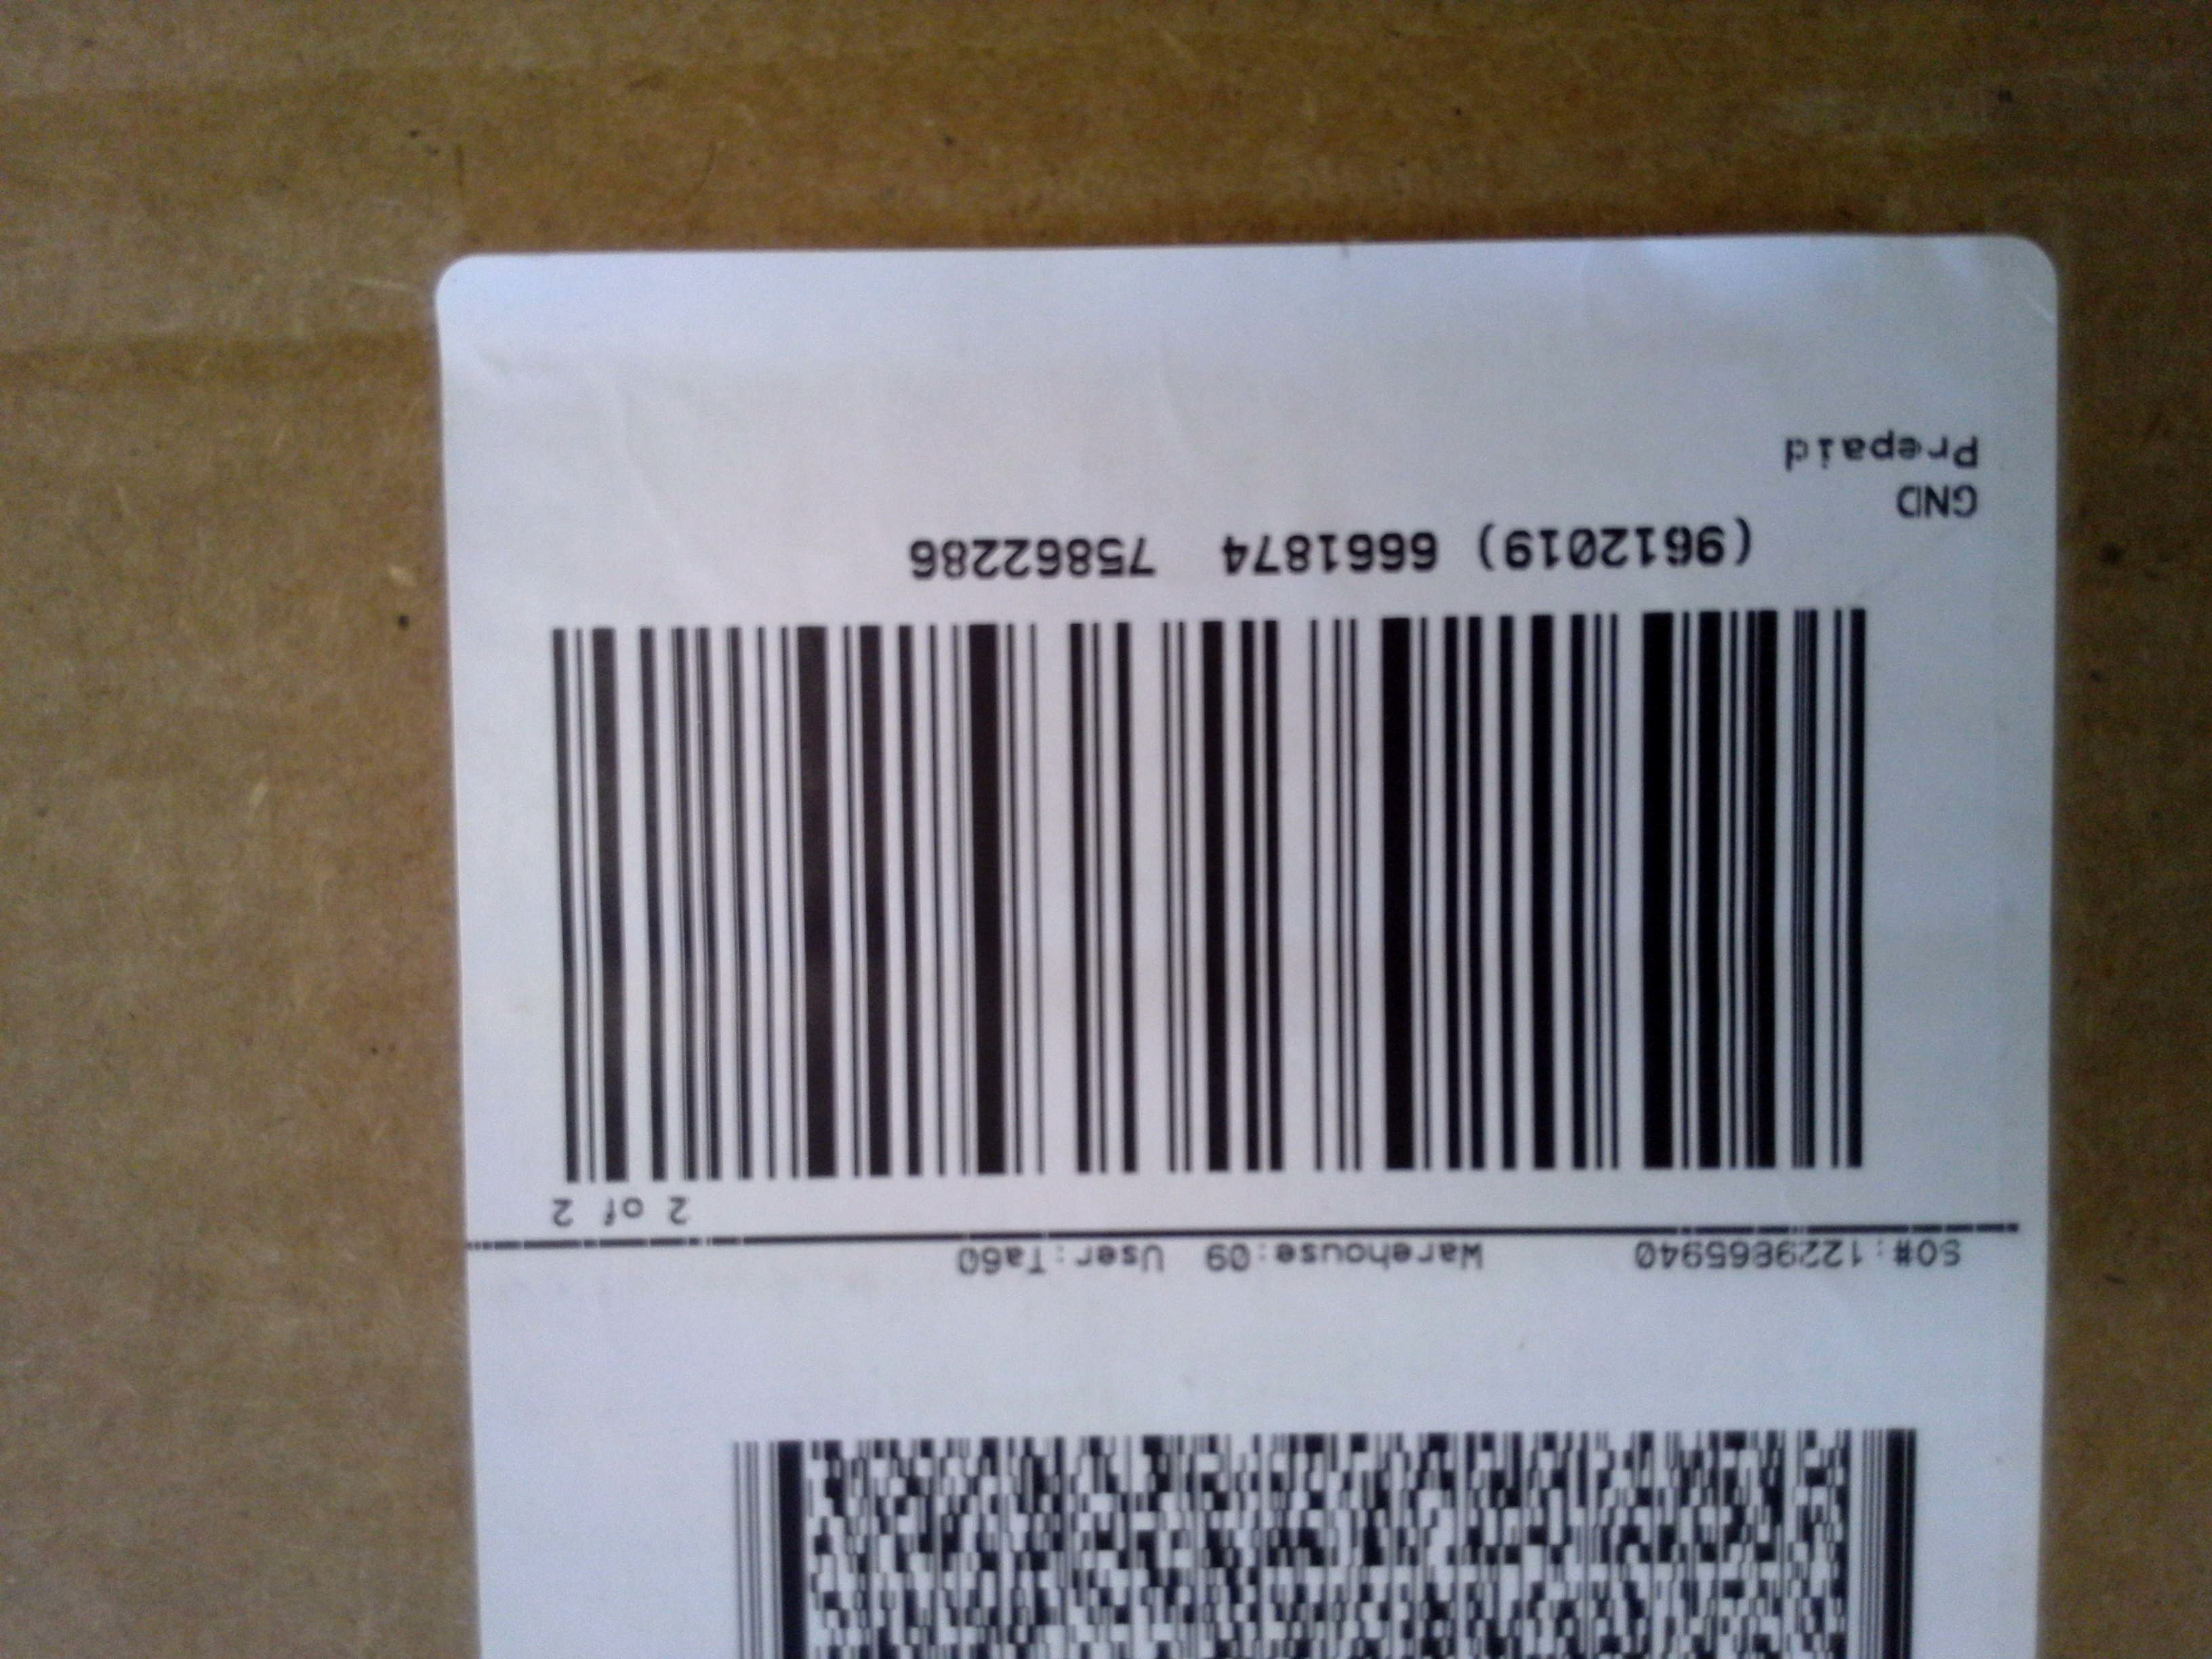 SO#:1229865940 Warehouse:09 User:Ta60
2 of 2
(9612019) 6661874 75862286
GND
Prepaid